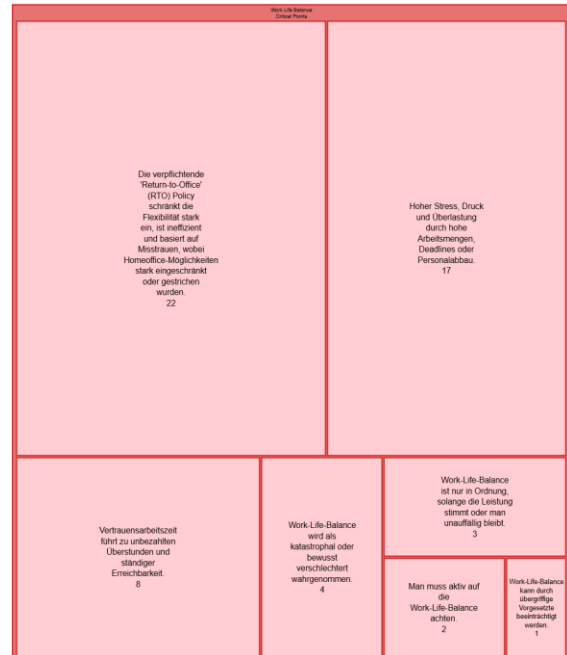 Work Life-Balance
Critical Points
Die verpflichtende
'Return-to-Office'
(RTO) Policy
schränkt die
Flexibilität stark
ein, ist ineffizient
und basiert auf
Misstrauen, wobei
Homeoffice-Möglichkeiten
stark eingeschränkt
oder gestrichen
wurden.
22
Hoher Stress, Druck
und Überlastung
durch hohe
Arbeitsmengen,
Deadlines oder
Personalabbau.
17
Vertrauensarbeitszeit
führt zu unbezahlten
Überstunden und
ständiger
Erreichbarkeit.
8
Work-Life-Balance
wird als
katastrophal oder
bewusst
verschlechtert
wahrgenommen.
4
Work-Life-Balance
ist nur in Ordnung,
solange die Leistung
stimmt oder man
unauffällig bleibt.
3
Man muss aktiv auf
die
Work-Life-Balance
achten.
2
Work-Life-Balance
kann durch
übergriffige
Vorgesetzte
beeinträchtigt
werden.
1